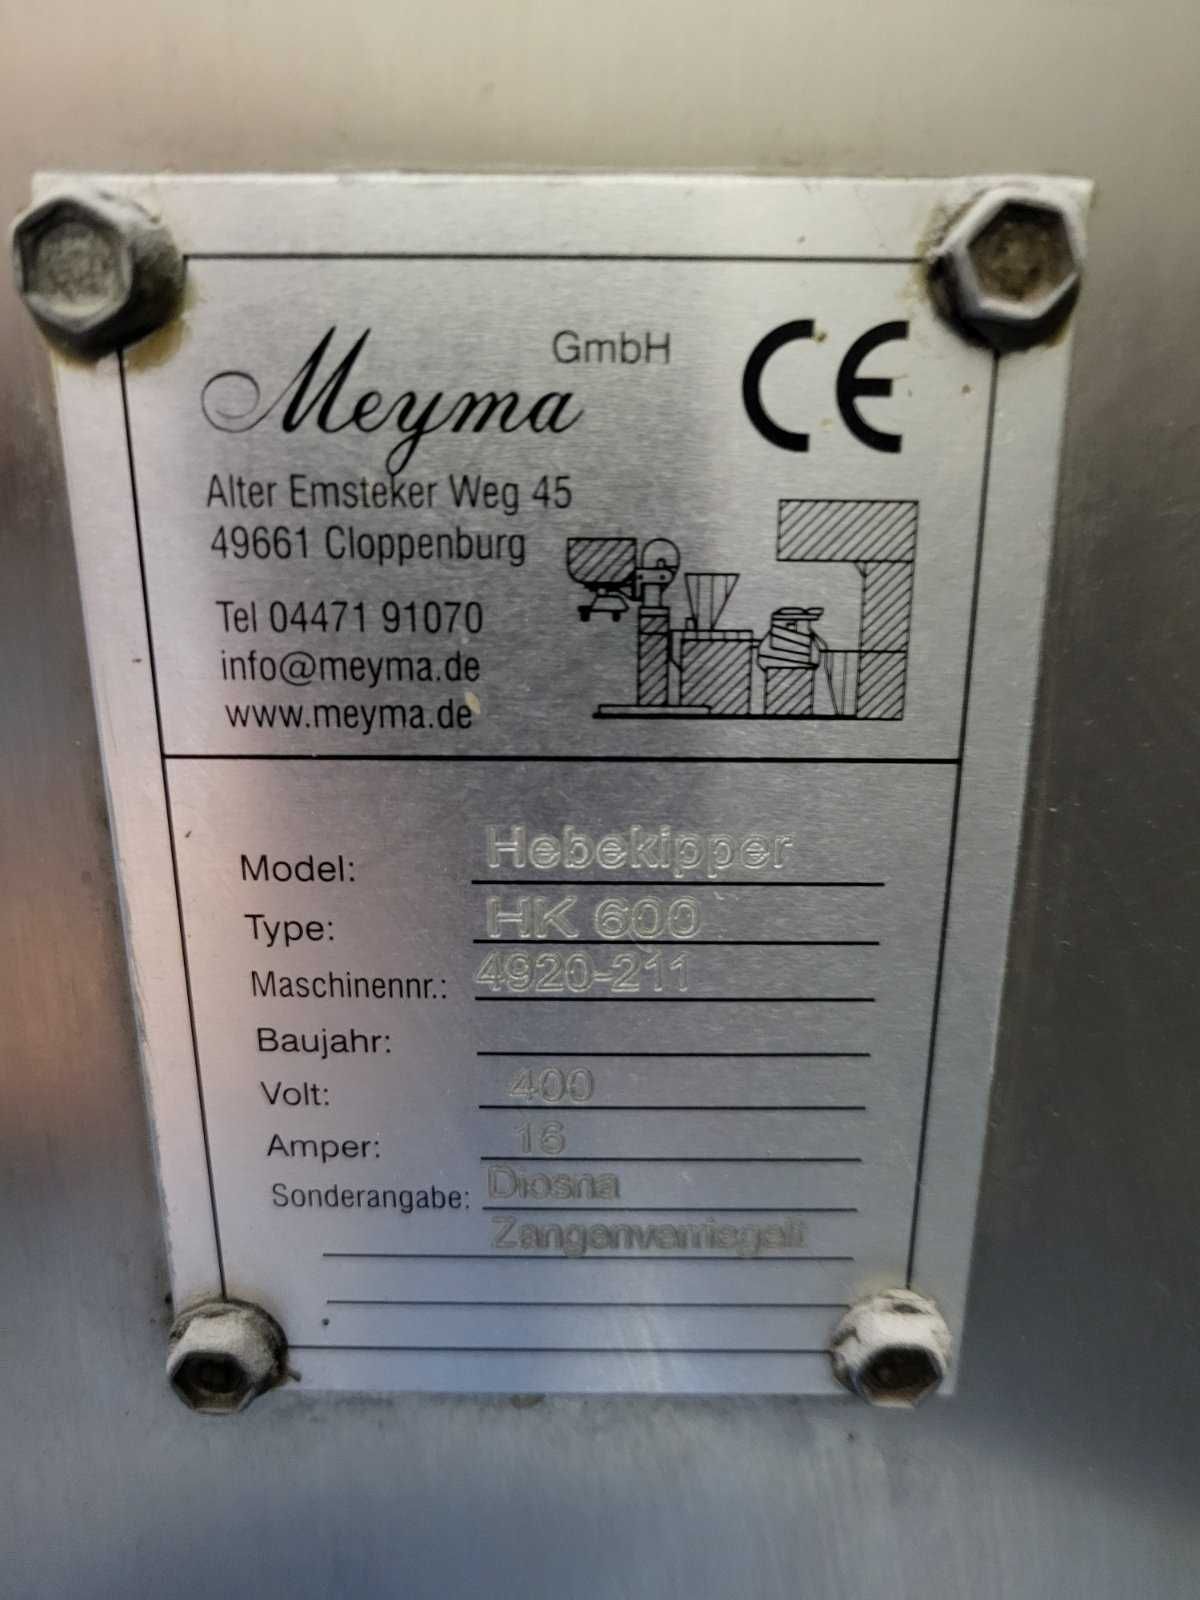 Meyma GmbH
CE
Alter Emsteker Weg 45
49661 Cloppenburg
Tel 04471 91070
info@meyma.de
www.meyma.de
Model: Hebekipper
Type: HK 600
Maschinennr.: 4920-211
Baujahr:
Volt: 400
Amper: 16
Sonderangabe: Diosna
Zangenverriegelt